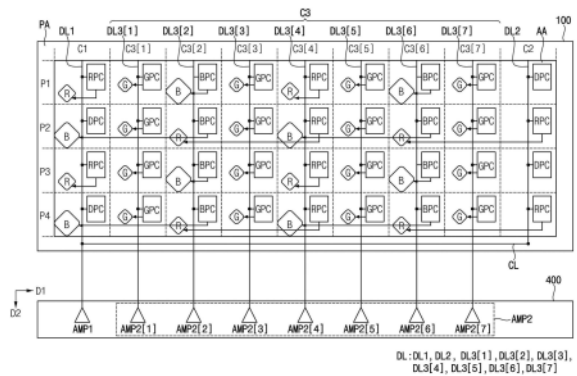 C3
PA DL1 DL3[1] DL3[2] DL3[3] DL3[4] DL3[5] DL3[6] DL3[7] DL2 AA 100
C1 C3[1] C3[2] C3[3] C3[4] C3[5] C3[6] C3[7] C2
P1 RPC GPC BPC GPC RPC GPC BPC GPC DPC
R G B G R G B G
P2 DPC GPC BPC GPC RPC GPC BPC GPC RPC
B G R G B G R G
P3 RPC GPC BPC GPC RPC GPC BPC GPC DPC
R G B G R G B G
P4 DPC GPC BPC GPC RPC GPC BPC GPC RPC
B G R G B G R G
CL
D1
D2
400
AMP1 AMP2[1] AMP2[2] AMP2[3] AMP2[4] AMP2[5] AMP2[6] AMP2[7] AMP2
DL:DL1, DL2, DL3[1], DL3[2], DL3[3],
DL3[4], DL3[5], DL3[6], DL3[7]